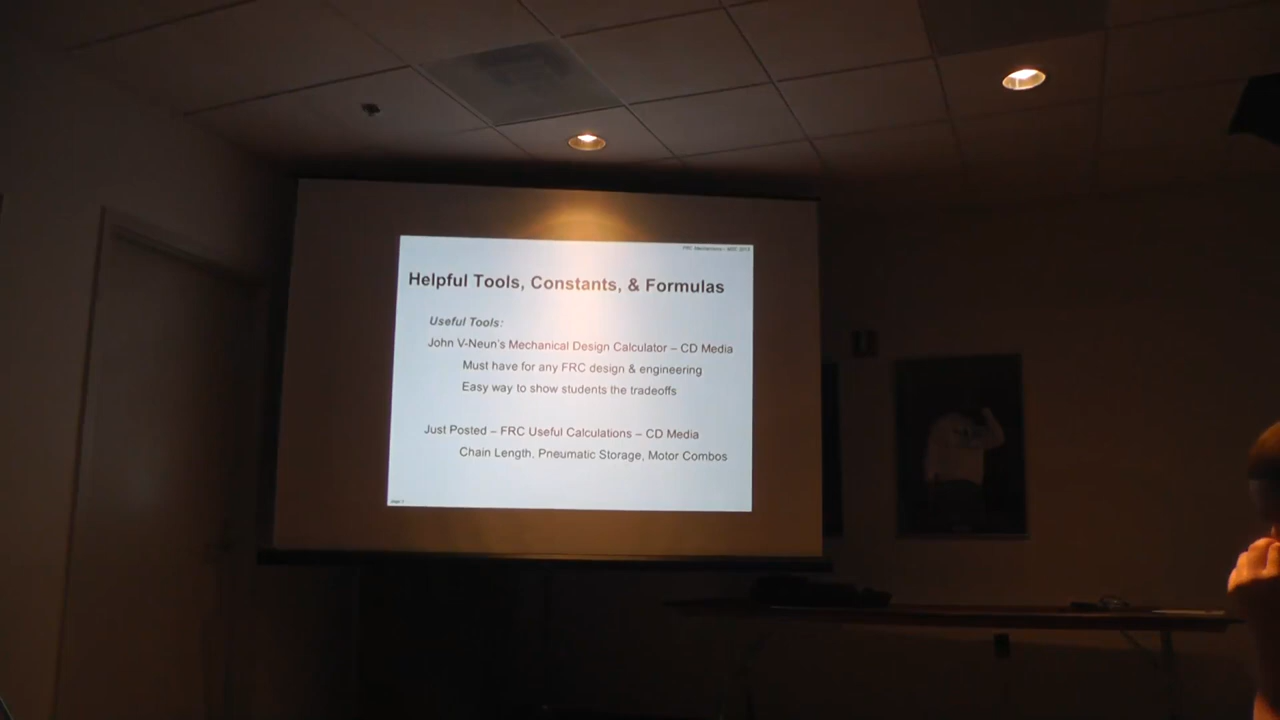 Helpful Tools, Constants, & Formulas
Useful Tools:
John V-Neun's Mechanical Design Calculator – CD Media
Must have for any FRC design & engineering
Easy way to show students the tradeoffs
Just Posted – FRC Useful Calculations – CD Media
Chain Length, Pneumatic Storage, Motor Combos